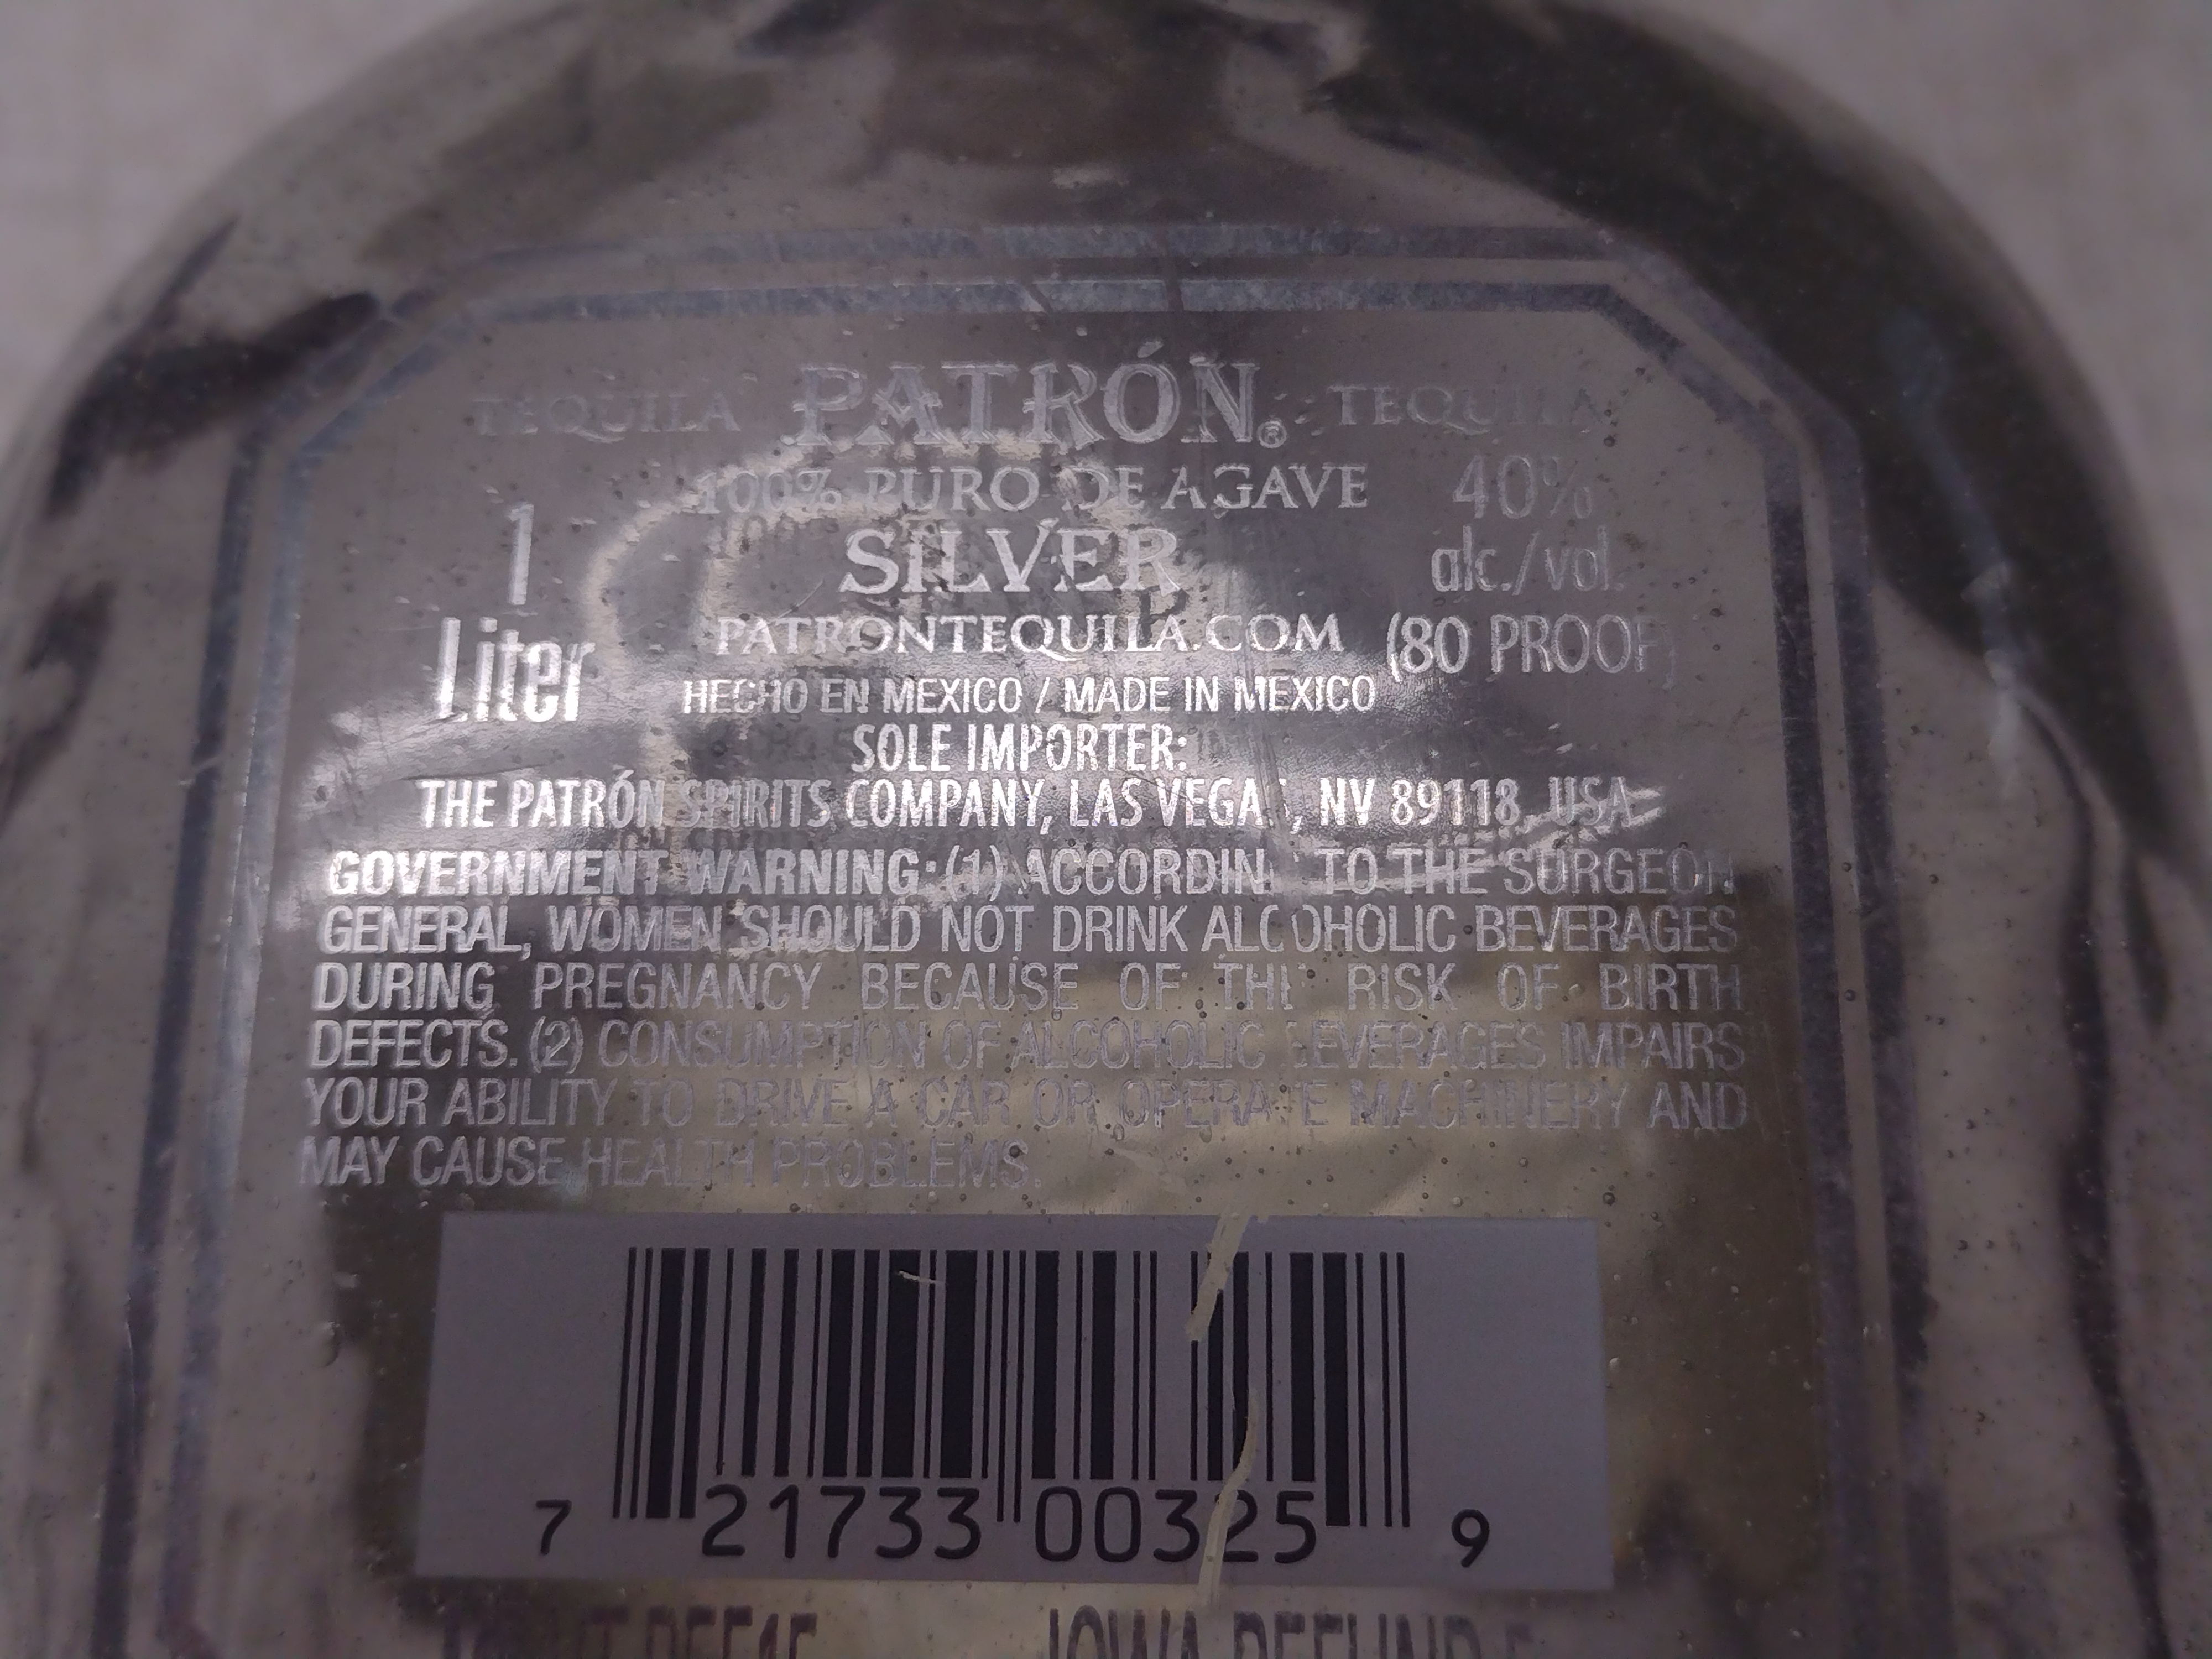 TEQUILA PATRÓN® TEQUILA
100% PURO DE AGAVE 40%
1 SILVER alc./vol.
Liter PATRONTEQUILA.COM (80 PROOF)
HECHO EN MEXICO / MADE IN MEXICO
SOLE IMPORTER:
THE PATRÓN SPIRITS COMPANY, LAS VEGA , NV 89118, USA
GOVERNMENT WARNING: (1) ACCORDIN TO THE SURGEON
GENERAL, WOMEN SHOULD NOT DRINK ALCOHOLIC BEVERAGES
DURING PREGNANCY BECAUSE OF THE RISK OF BIRTH
DEFECTS. (2) CONSUMPTION OF ALCOHOLIC BEVERAGES IMPAIRS
YOUR ABILITY TO DRIVE A CAR OR OPERATE MACHINERY AND
MAY CAUSE HEALTH PROBLEMS.
7 21733 00325 9
IOWA REFUND